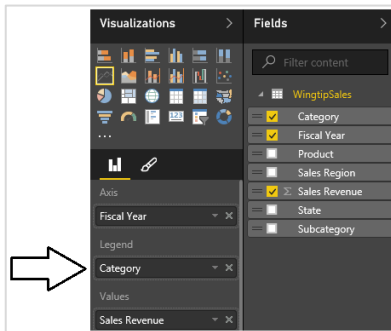 Visualizations >
Fields >
Filter content
WingtipSales
Category
Fiscal Year
Product
Sales Region
Σ Sales Revenue
State
Subcategory
...
Axis
Fiscal Year
Legend
Category
Values
Sales Revenue